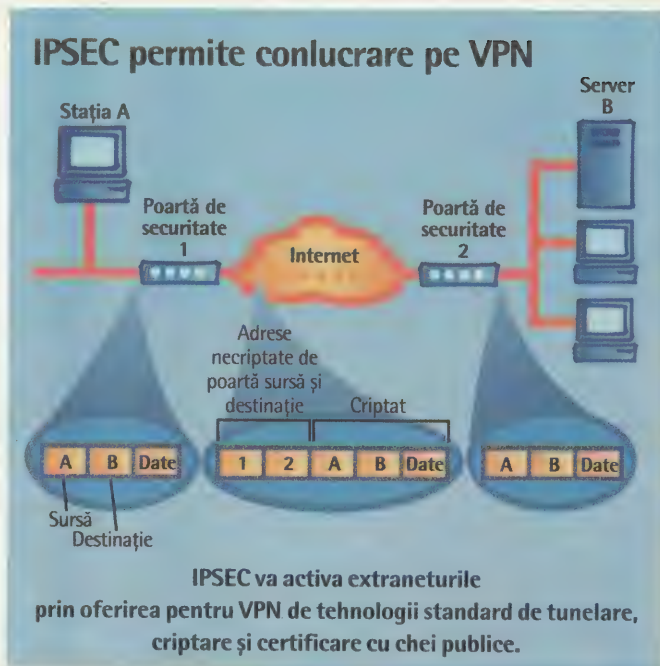 IPSEC permite conlucrare pe VPN
Stația A
Server
B
Poartă de
securitate
1
Internet
Poartă de
securitate
2
Adrese
necriptate de
poartă sursă și
destinație
Criptat
A B Date
1 2 A B Date
A B Date
Sursă
Destinație
IPSEC va activa extraneturile
prin oferirea pentru VPN de tehnologii standard de tunelare,
criptare și certificare cu chei publice.